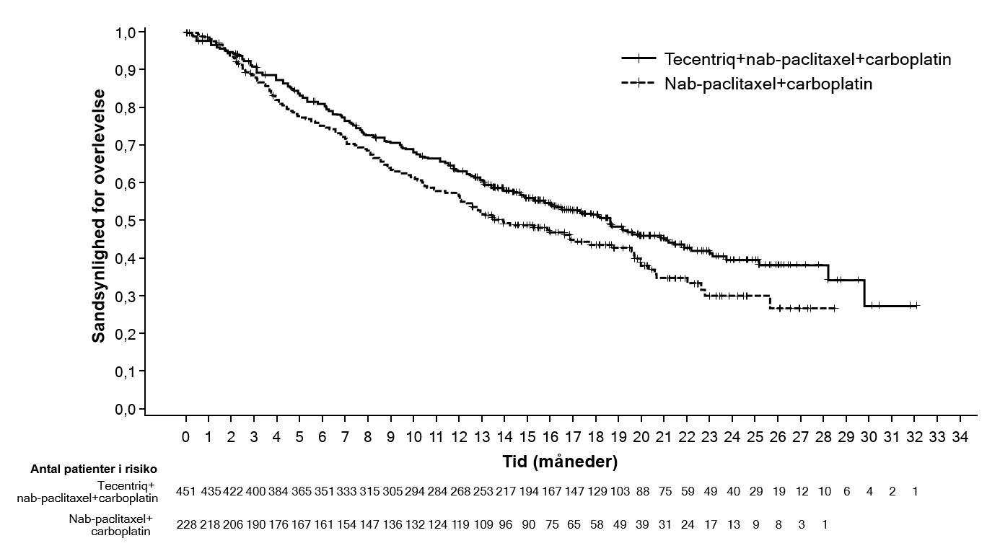 1,0
0,9
0,8
0,7
0,6
0,5
0,4
0,3
0,2
0,1
0,0
Sandsynlighed for overlevelse
Tecentriq+nab-paclitaxel+carboplatin
Nab-paclitaxel+carboplatin
0 1 2 3 4 5 6 7 8 9 10 11 12 13 14 15 16 17 18 19 20 21 22 23 24 25 26 27 28 29 30 31 32 33 34
Tid (måneder)
Antal patienter i risiko
Tecentriq+
nab-paclitaxel+carboplatin 451 435 422 400 384 365 351 333 315 305 294 284 268 253 217 194 167 147 129 103 88 75 59 49 40 29 19 12 10 6 4 2 1
Nab-paclitaxel+
carboplatin 228 218 206 190 176 167 161 154 147 136 132 124 119 109 96 90 75 65 58 49 39 31 24 17 13 9 8 3 1